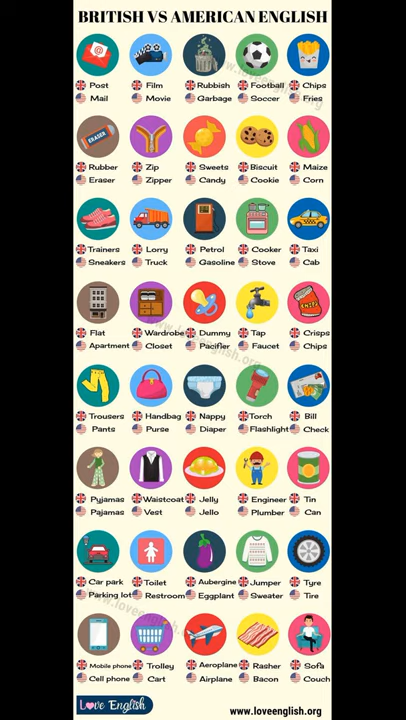 BRITISH VS AMERICAN ENGLISH
Post Film Rubbish Football Chips
Mail Movie Garbage Soccer Fries
ERASER
Rubber Zip Sweets Biscuit Maize
Eraser Zipper Candy Cookie Corn
Trainers Lorry Petrol Cooker Taxi
Sneakers Truck Gasoline Stove Cab
Flat Wardrobe Dummy Tap Crisps
Apartment Closet Pacifier Faucet Chips
Trousers Handbag Nappy Torch Bill
Pants Purse Diaper Flashlight Check
Pyjamas Waistcoat Jelly Engineer Tin
Pajamas Vest Jello Plumber Can
Car park Toilet Aubergine Jumper Tyre
Parking lot Restroom Eggplant Sweater Tire
Mobile phone Trolley Aeroplane Rasher Sofa
Cell phone Cart Airplane Bacon Couch
Love English www.loveenglish.org